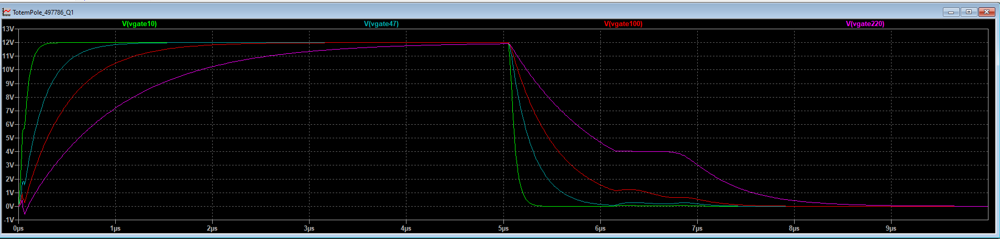 TotemPole_497786_Q1
V(vgate10) V(vgate47) V(vgate100) V(vgate220)
13V
12V
11V
10V
9V
8V
7V
6V
5V
4V
3V
2V
1V
0V
-1V
0µs 1µs 2µs 3µs 4µs 5µs 6µs 7µs 8µs 9µs